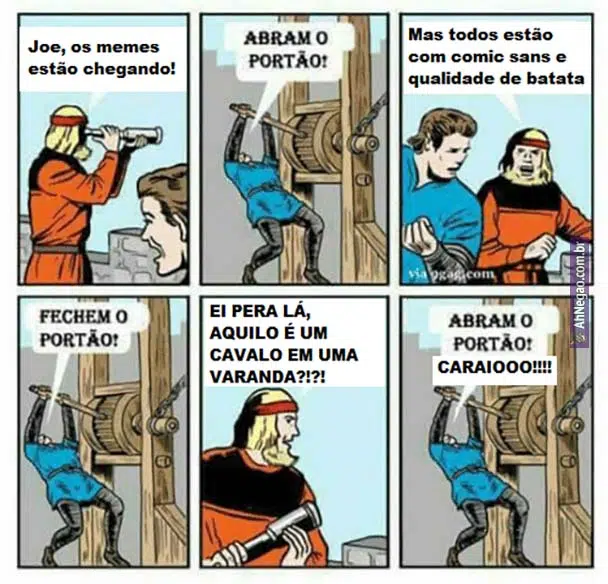 Joe, os memes
estão chegando!
ABRAM O
PORTÃO!
Mas todos estão
com comic sans e
qualidade de batata
via 9gag.com
AhNegao.com.br
FECHEM O
PORTÃO!
EI PERA LÁ,
AQUILO É UM
CAVALO EM UMA
VARANDA?!?!
ABRAM O
PORTÃO!
CARAIOOO!!!!